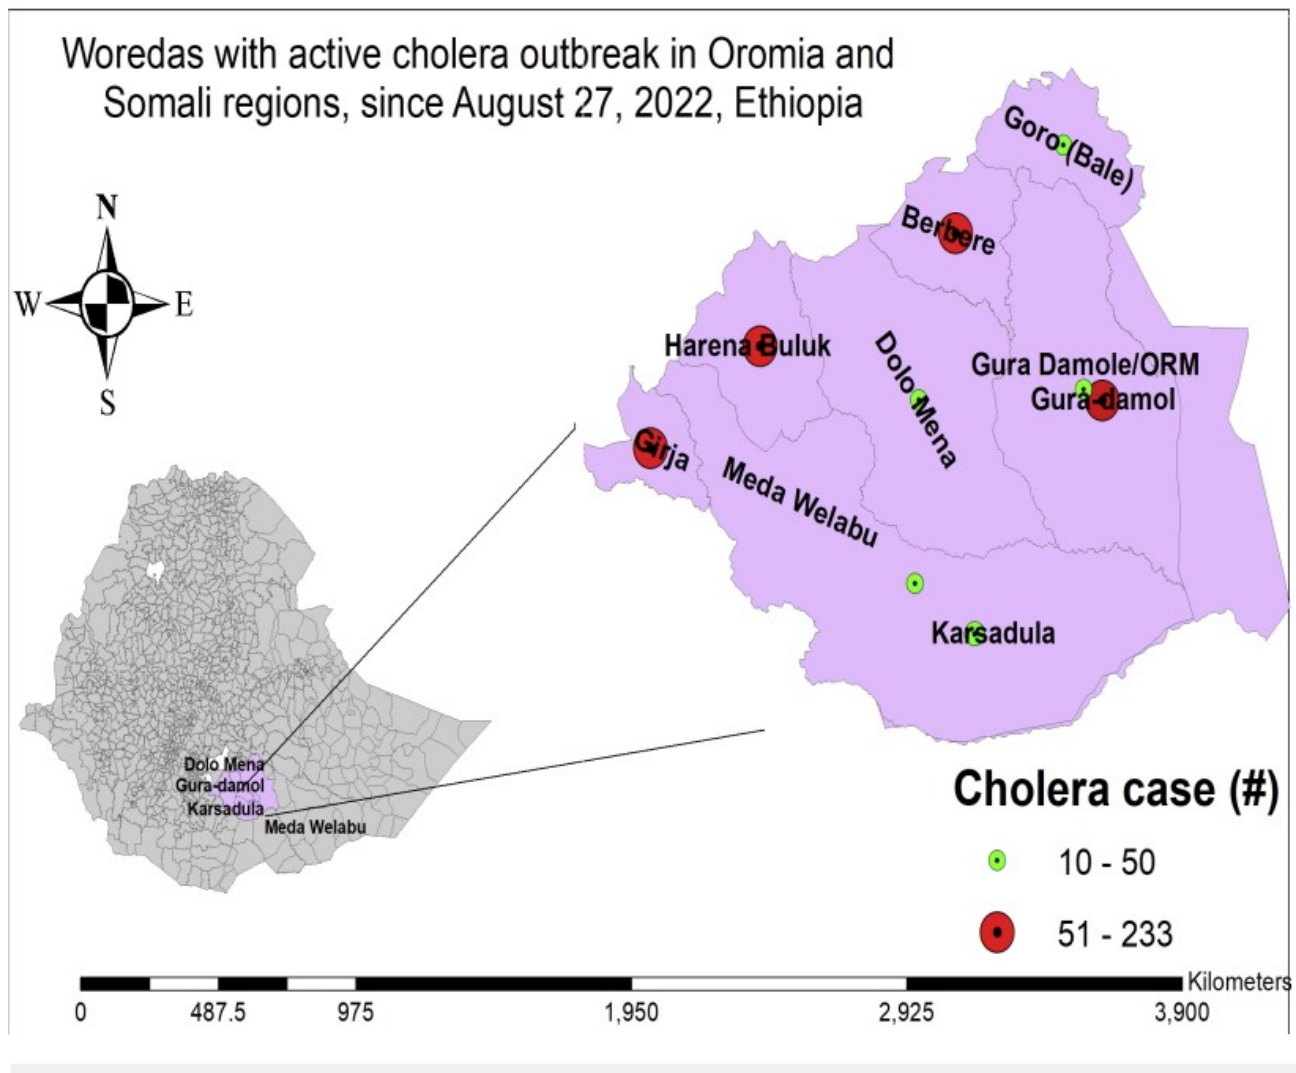 Woredas with active cholera outbreak in Oromia and
Somali regions, since August 27, 2022, Ethiopia
N
W
E
S
Goro (Bale)
Berbere
Harena Buluk
Dolo Mena
Gura Damole/ORM
Gura-damol
Girja
Meda Welabu
Karsadula
Dolo Mena
Gura-damol
Karsadula
Meda Welabu
Cholera case (#)
10 - 50
51 - 233
Kilometers
0 487.5 975 1,950 2,925 3,900